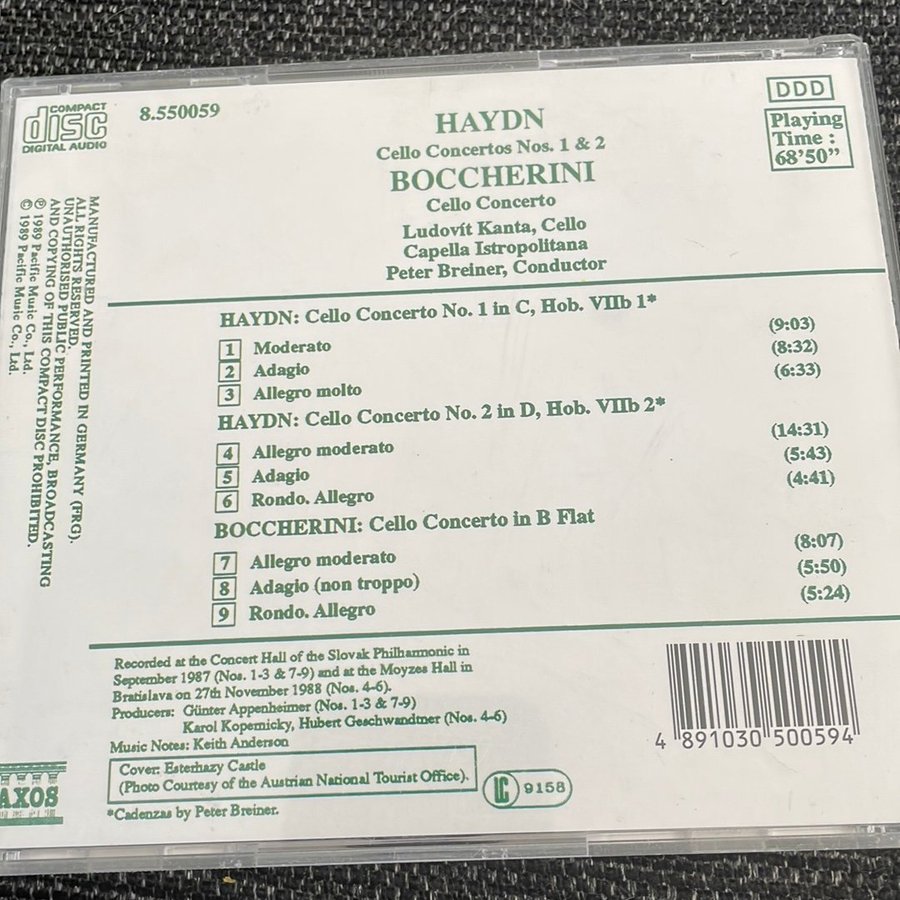 COMPACT
disc
DIGITAL AUDIO
8.550059
HAYDN
Cello Concertos Nos. 1 & 2
BOCCHERINI
Cello Concerto
Ludovít Kanta, Cello
Capella Istropolitana
Peter Breiner, Conductor
DDD
Playing
Time :
68'50"
MANUFACTURED AND PRINTED IN GERMANY (FRG).
ALL RIGHTS RESERVED.
UNAUTHORISED PUBLIC PERFORMANCE, BROADCASTING
AND COPYING OF THIS COMPACT DISC PROHIBITED.
℗ 1989 Pacific Music Co., Ltd.
© 1989 Pacific Music Co., Ltd.
HAYDN: Cello Concerto No. 1 in C, Hob. VIIb 1*
1 Moderato (9:03)
2 Adagio (8:32)
3 Allegro molto (6:33)
HAYDN: Cello Concerto No. 2 in D, Hob. VIIb 2*
4 Allegro moderato (14:31)
5 Adagio (5:43)
6 Rondo. Allegro (4:41)
BOCCHERINI: Cello Concerto in B Flat
7 Allegro moderato (8:07)
8 Adagio (non troppo) (5:50)
9 Rondo. Allegro (5:24)
Recorded at the Concert Hall of the Slovak Philharmonic in
September 1987 (Nos. 1-3 & 7-9) and at the Moyzes Hall in
Bratislava on 27th November 1988 (Nos. 4-6).
Producers: Günter Appenheimer (Nos. 1-3 & 7-9)
Karol Kopernicky, Hubert Geschwandtner (Nos. 4-6)
Music Notes: Keith Anderson
Cover: Esterhazy Castle
(Photo Courtesy of the Austrian National Tourist Office).
*Cadenzas by Peter Breiner.
LC 9158
4 891030 500594
AXOS